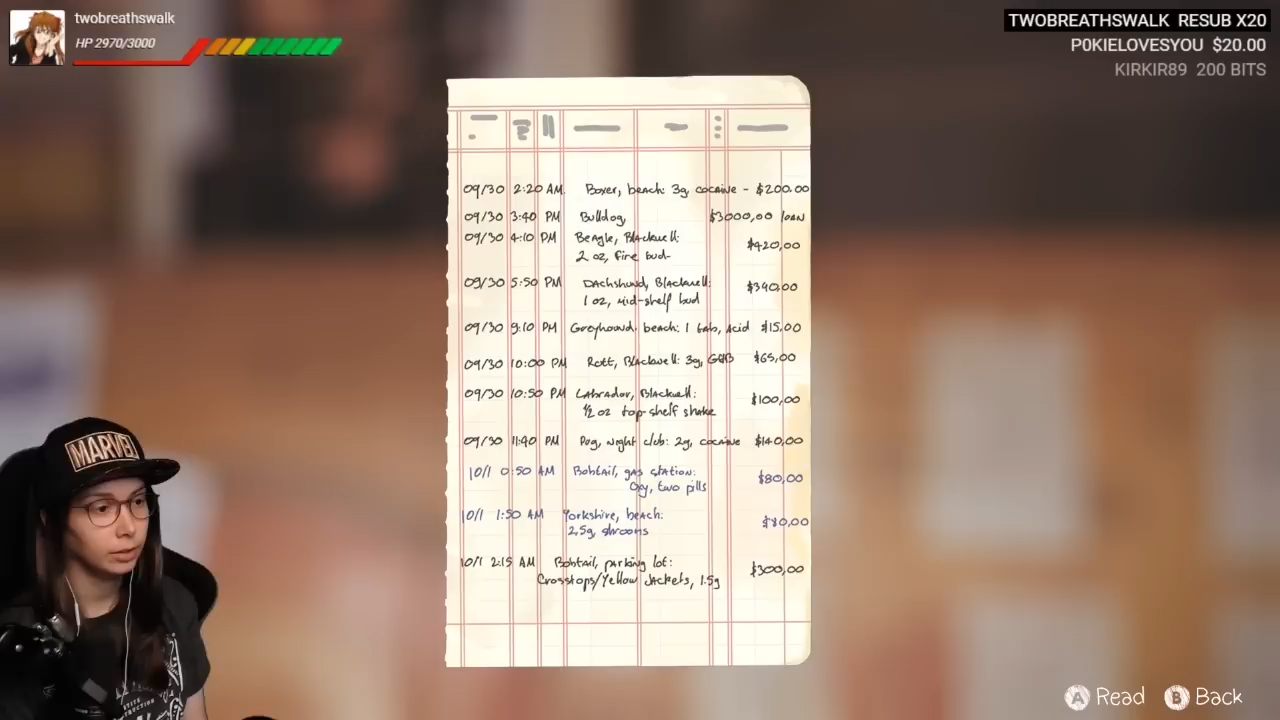 twobreathswalk
HP 2970/3000
TWOBREATHSWALK RESUB X20
P0KIELOVESYOU $20.00
KIRKIR89 200 BITS
09/30 2:20 AM. Boxer, beach: 3g, cocaine - $200.00
09/30 3:40 PM Bulldog, $3000,00 loan
09/30 4:10 PM Beagle, Blackwell: $420,00
2 oz, fire bud-
09/30 5:50 PM Dachshund, Blackwell: $340,00
1 oz, mid-shelf bud
09/30 9:10 PM Greyhound. beach: 1 tab, Acid $15.00
09/30 10:00 PM Rott, Blackwell: 3g, GHB $65,00
09/30 10:50 PM Labrador, Blackwell: $100,00
1/2 oz top-shelf shake
09/30 11:40 PM Pug, night club: 2g, cocaine $140,00
10/1 0:50 AM Bobtail, gas station: $80,00
Oxy, two pills
10/1 1:50 AM Yorkshire, beach:
2,5g, shrooms
10/1 2:15 AM Bobtail, parking lot: $300,00
Crosstops/Yellow Jackets, 1.5g
MARVEL
A Read B Back